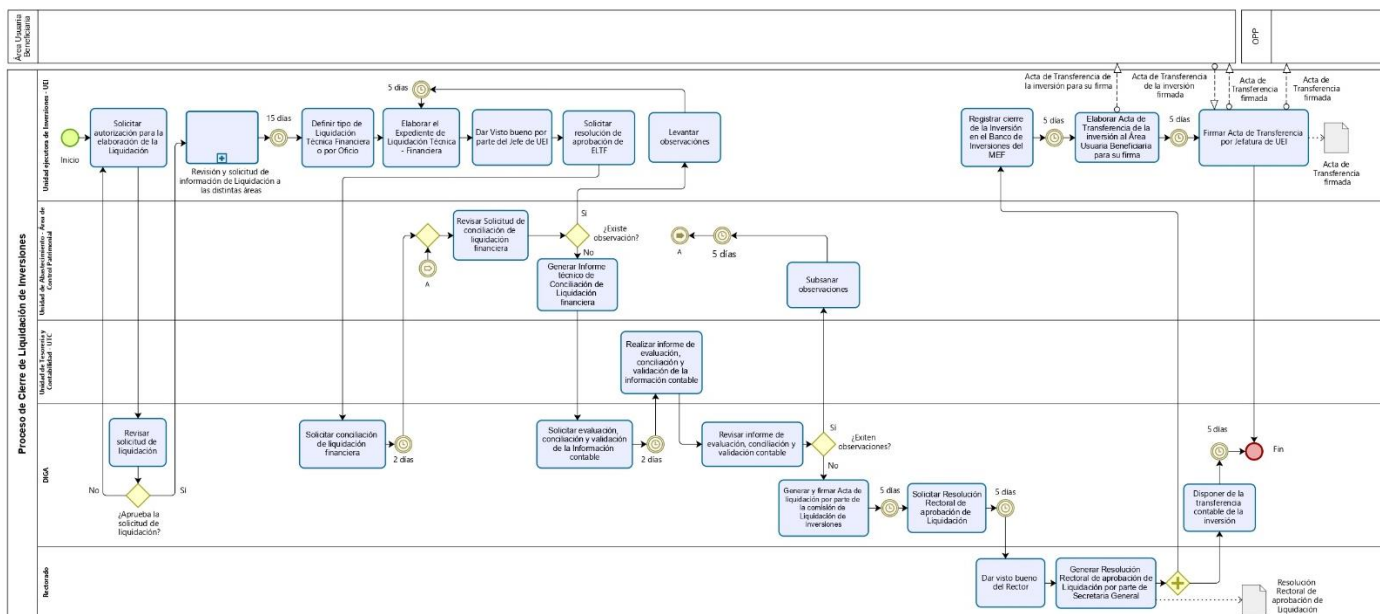 Área Usuaria
Beneficiaria
OPP
Proceso de Cierre de Liquidación de Inversiones
Unidad ejecutora de Inversiones - UEI
Inicio
Solicitar
autorización para la
elaboración de la
Liquidación
Revisión y solicitud de
información de Liquidación a
las distintas áreas
15 días
Definir tipo de
Liquidación
Técnica Financiera
o por Oficio
5 días
Elaborar el
Expediente de
Liquidación Técnica
- Financiera
Dar Visto bueno por
parte del Jefe de UEI
Solicitar
resolución de
aprobación de
ELTF
Levantar
observaciónes
Registrar cierre
de la Inversión
en el Banco de
Inversiones del
MEF
5 días
Elaborar Acta de
Transferencia de la
inversión al Área
Usuaria Beneficiaria
para su firma
5 días
Firmar Acta de Transferencia
por Jefatura de UEI
Acta de Transferencia de
la inversión para su firma
Acta de
Transferencia
de la inversión
firmada
Acta de
Transferencia
firmada
Acta de
Transferencia
firmada
Acta de
Transferencia
firmada
Unidad de Abastecimiento - Área de
Control Patrimonial
A
Revisar Solicitud de
conciliación de
liquidación
financiera
Si
¿Existe
observación?
No
Generar Informe
técnico de
Conciliación de
Liquidación
financiera
A
5 días
Subsanar
observaciones
Unidad de Tesorería y
Contabilidad - UTC
Realizar informe de
evaluación,
conciliación y
validación de la
información contable
DIGA
Revisar
solicitud de
liquidación
No
Si
¿Aprueba la
solicitud de
liquidación?
Solicitar conciliación
de liquidación
financiera
2 días
Solicitar evaluación,
conciliación y validación
de la Información
contable
2 días
Revisar informe de
evaluación, conciliación y
validación contable
Sí
¿Exiten
observaciones?
No
Generar y firmar Acta de
liquidación por parte de
la comisión de
Liquidación de
Inversiones
5 días
Solicitar Resolución
Rectoral de
aprobación de
Liquidación
5 días
5 días
Fin
Disponer de la
transferencia
contable de la
inversión
Rectorado
Dar visto bueno
del Rector
Generar Resolución
Rectoral de aprobación de
Liquidación por parte de
Secretaria General
Resolución
Rectoral de
aprobación de
Liquidación